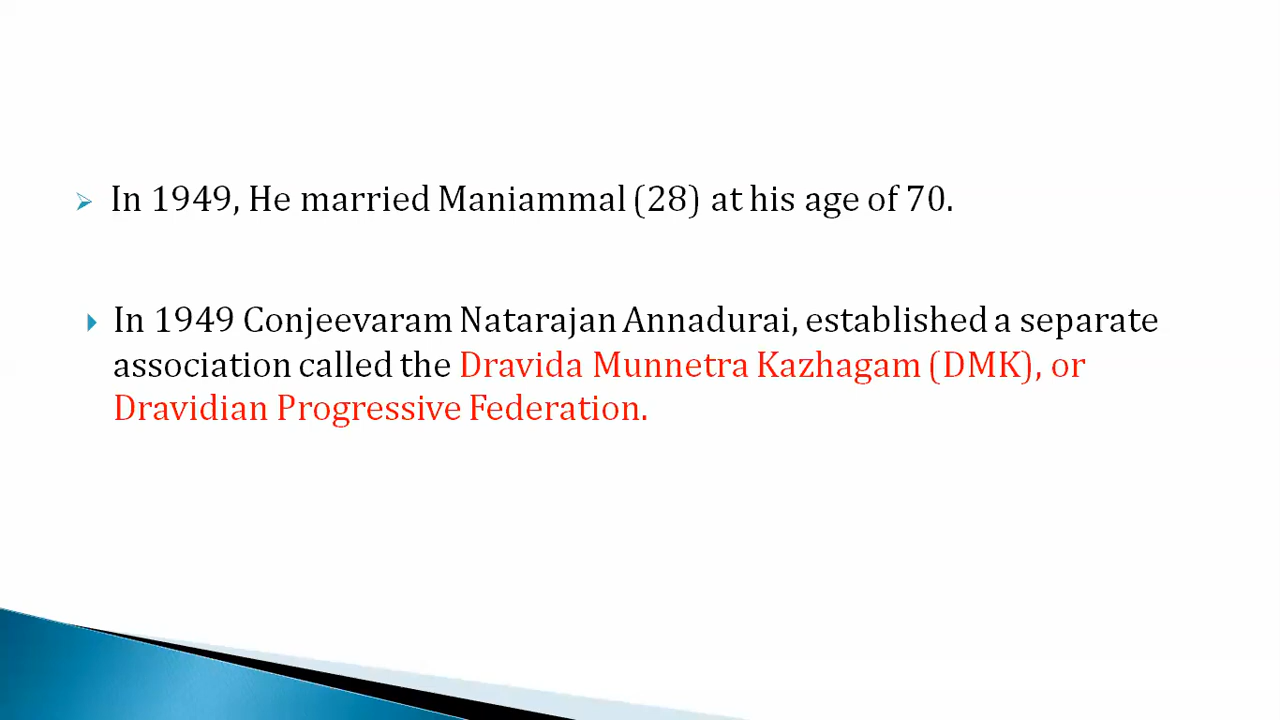 In 1949, He married Maniammal (28) at his age of 70.
In 1949 Conjeevaram Natarajan Annadurai, established a separate
association called the Dravida Munnetra Kazhagam (DMK), or
Dravidian Progressive Federation.